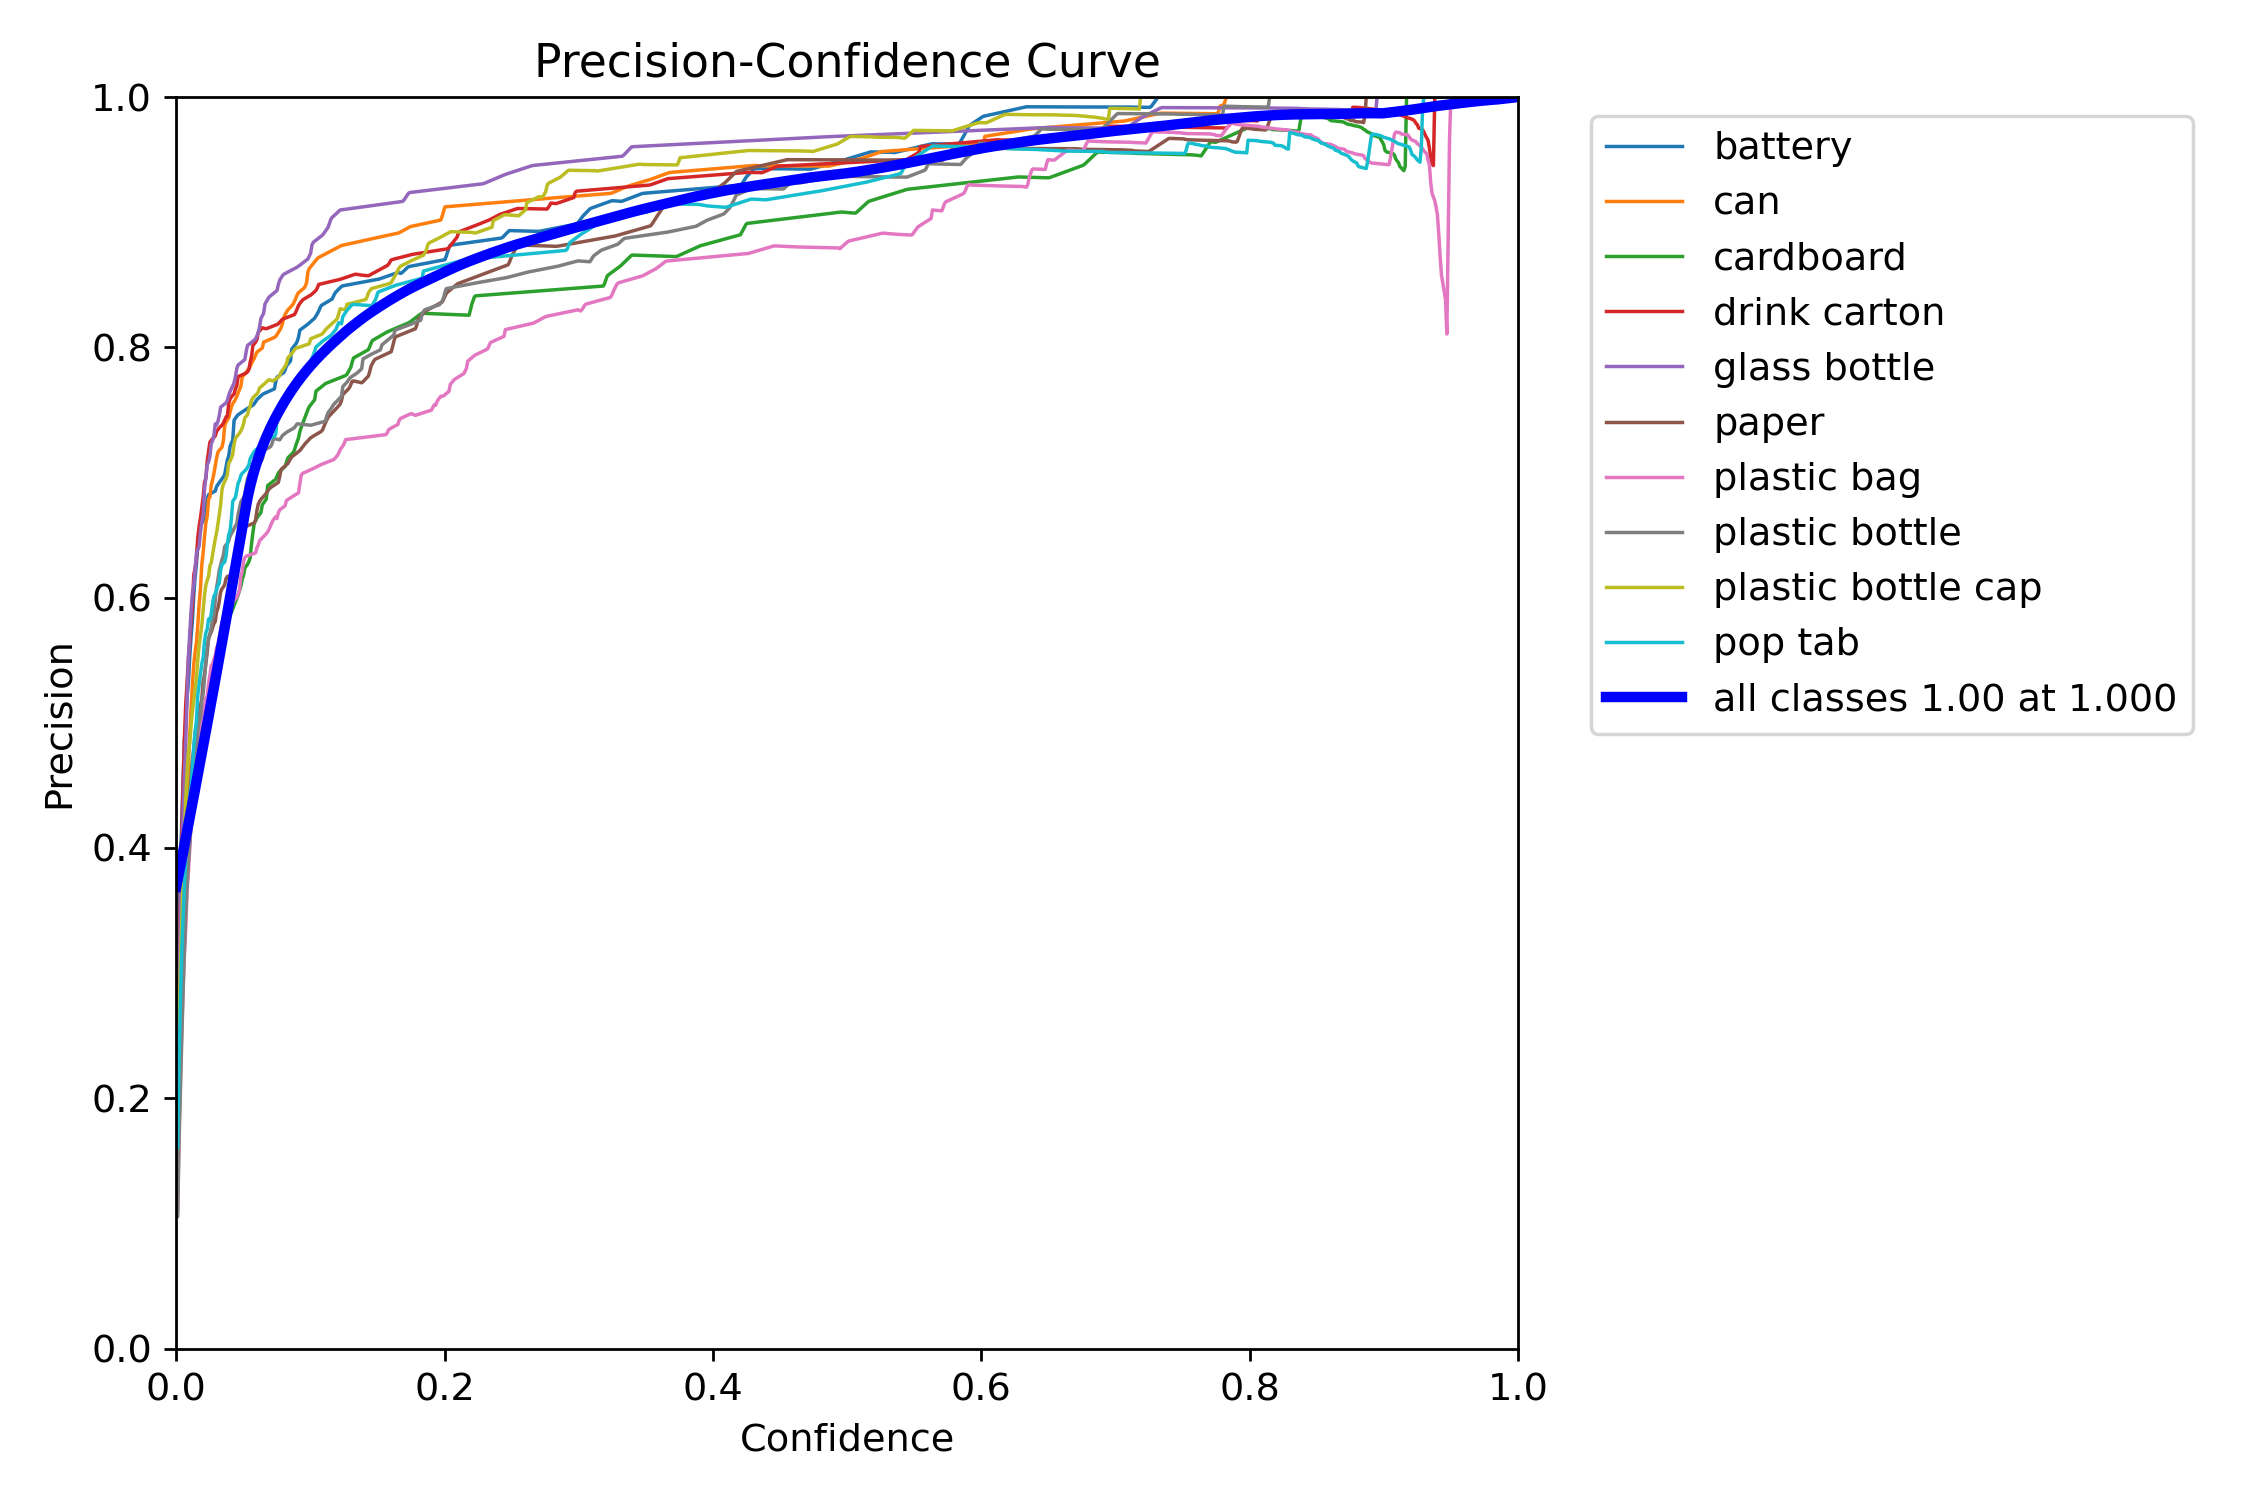 Precision-Confidence Curve
1.0
0.8
0.6
0.4
0.2
0.0
Precision
0.0 0.2 0.4 0.6 0.8 1.0
Confidence
battery
can
cardboard
drink carton
glass bottle
paper
plastic bag
plastic bottle
plastic bottle cap
pop tab
all classes 1.00 at 1.000